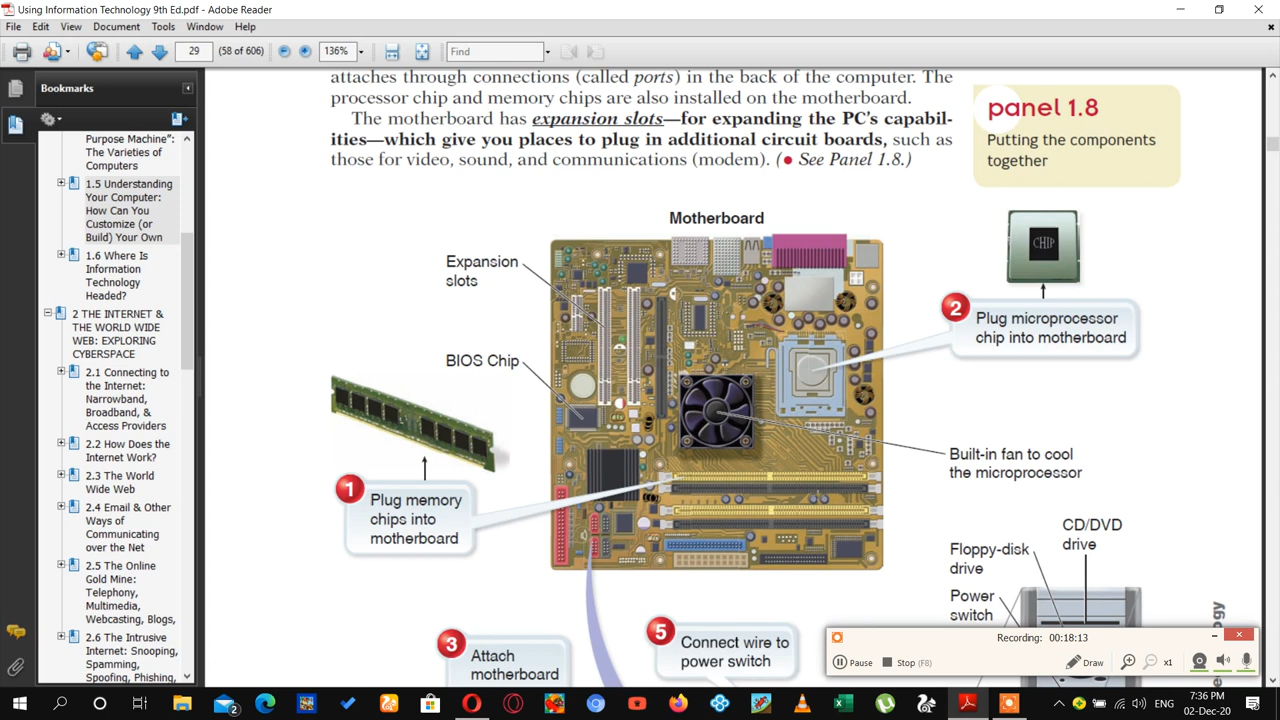 Using Information Technology 9th Ed.pdf - Adobe Reader
File Edit View Document Tools Window Help
29 (58 of 606) 136% Find
Bookmarks
Purpose Machine”:
The Varieties of
Computers
1.5 Understanding
Your Computer:
How Can You
Customize (or
Build) Your Own
1.6 Where Is
Information
Technology
Headed?
2 THE INTERNET &
THE WORLD WIDE
WEB: EXPLORING
CYBERSPACE
2.1 Connecting to
the Internet:
Narrowband,
Broadband, &
Access Providers
2.2 How Does the
Internet Work?
2.3 The World
Wide Web
2.4 Email & Other
Ways of
Communicating
over the Net
2.5 The Online
Gold Mine:
Telephony,
Multimedia,
Webcasting, Blogs,
2.6 The Intrusive
Internet: Snooping,
Spamming,
Spoofing, Phishing,
attaches through connections (called ports) in the back of the computer. The
processor chip and memory chips are also installed on the motherboard.
The motherboard has expansion slots—for expanding the PC’s capabil-
ities—which give you places to plug in additional circuit boards, such as
those for video, sound, and communications (modem). (● See Panel 1.8.)
panel 1.8
Putting the components
together
Motherboard
Expansion
slots
BIOS Chip
CHIP
2
Plug microprocessor
chip into motherboard
Built-in fan to cool
the microprocessor
1
Plug memory
chips into
motherboard
CD/DVD
drive
Floppy-disk
drive
Power
switch
3
Attach
motherboard
5
Connect wire to
power switch
Recording: 00:18:13
Pause Stop (F8) x1 Draw
2
ENG
7:36 PM
02-Dec-20